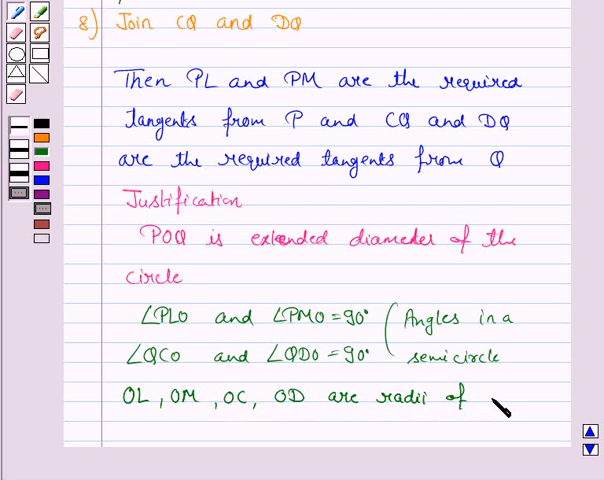 8) Join CQ and DQ
Then PL and PM are the required
tangents from P and CQ and DQ
are the required tangents from Q
Justification
POQ is extended diameter of the
circle
∠PLO and ∠PMO = 90° (Angles in a
∠QCO and ∠QDO = 90° semicircle
OL, OM, OC, OD are radii of